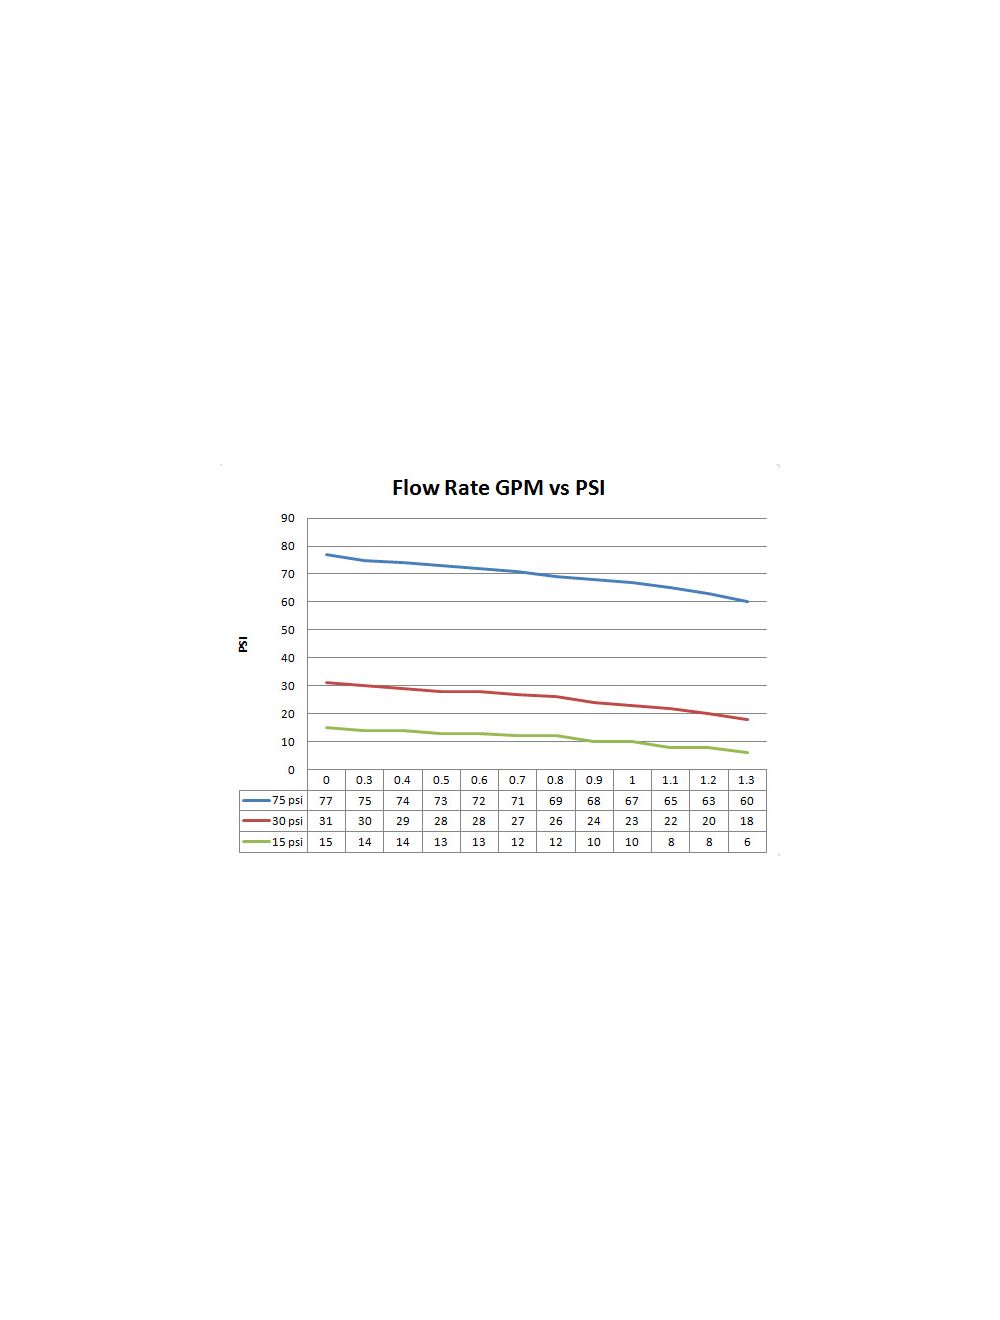 Flow Rate GPM vs PSI
90
80
70
60
50
40
30
20
10
0
PSI
0 0.3 0.4 0.5 0.6 0.7 0.8 0.9 1 1.1 1.2 1.3
75 psi 77 75 74 73 72 71 69 68 67 65 63 60
30 psi 31 30 29 28 28 27 26 24 23 22 20 18
15 psi 15 14 14 13 13 12 12 10 10 8 8 6